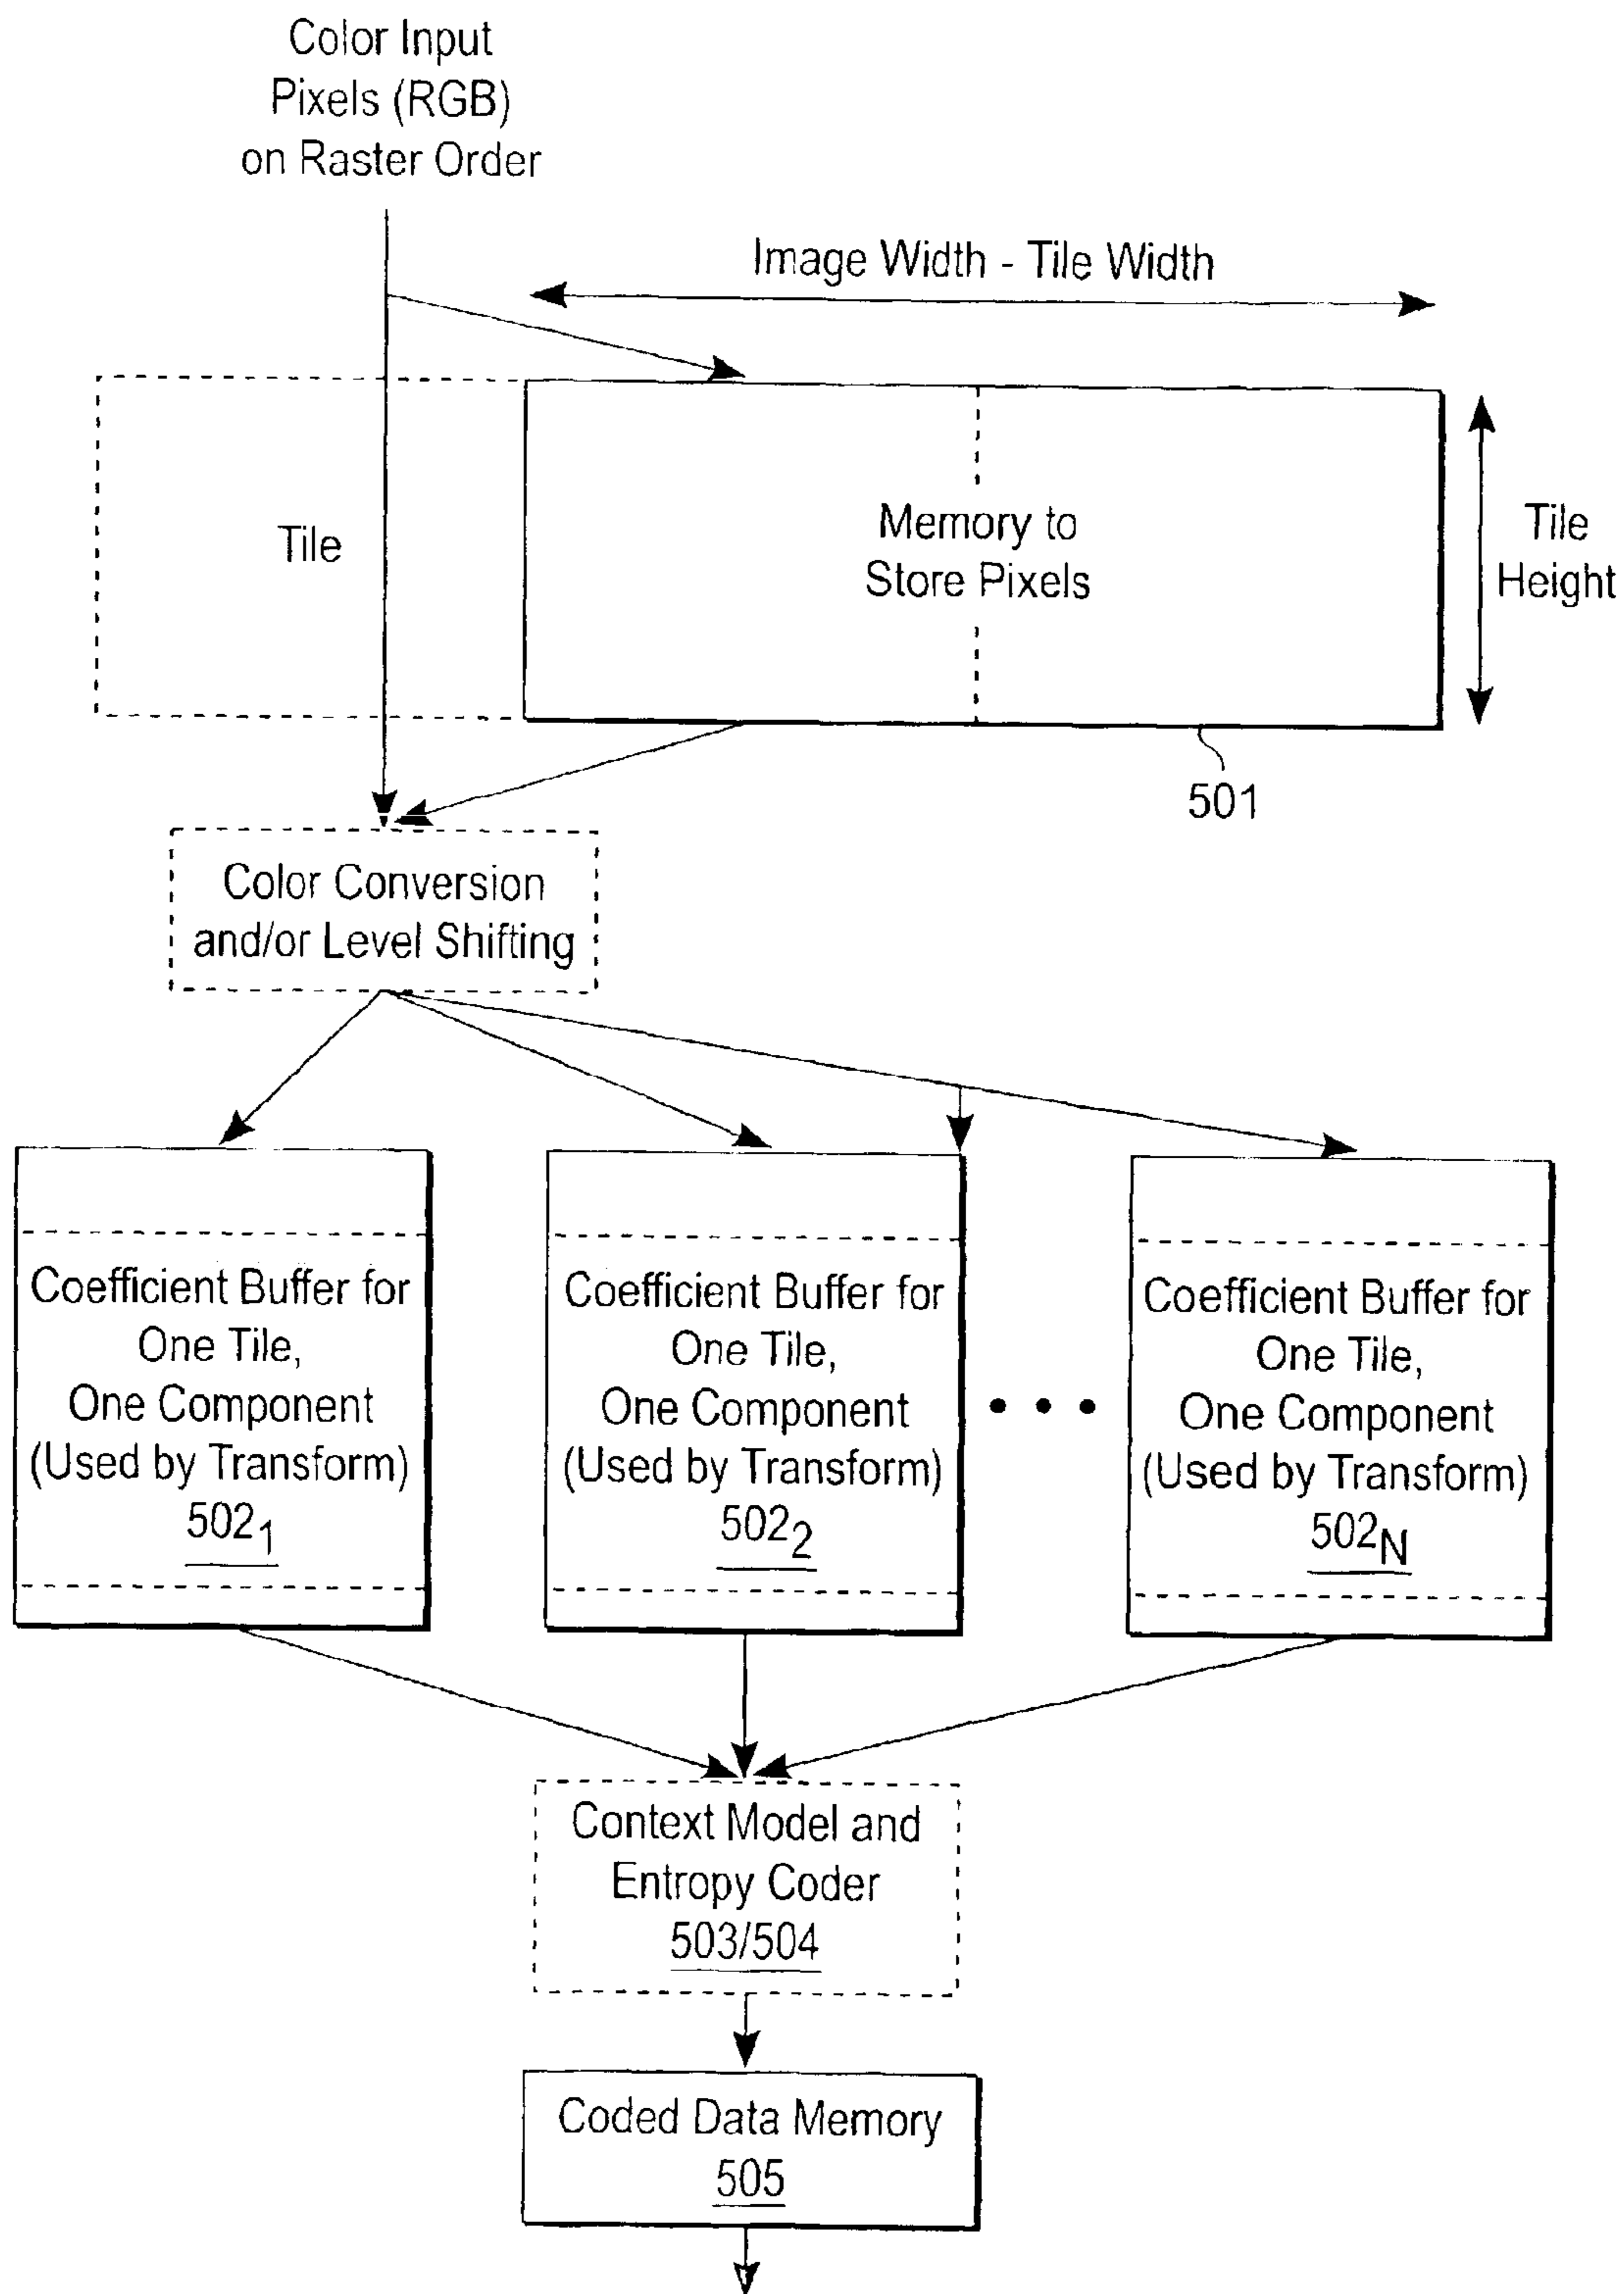 Color Input
Pixels (RGB)
on Raster Order
Image Width - Tile Width
Tile
Memory to
Store Pixels
Tile
Height
501
Color Conversion
and/or Level Shifting
Coefficient Buffer for
One Tile,
One Component
(Used by Transform)
502₁
Coefficient Buffer for
One Tile,
One Component
(Used by Transform)
502₂
Coefficient Buffer for
One Tile,
One Component
(Used by Transform)
502N
Context Model and
Entropy Coder
503/504
Coded Data Memory
505